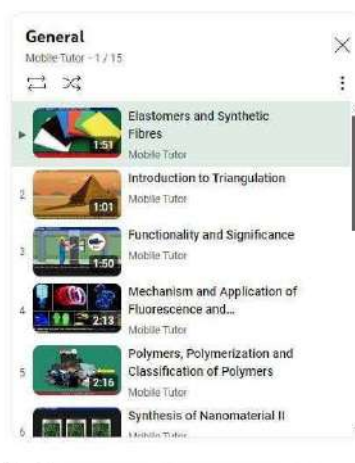 General
Mobile Tutor - 1 / 15
Elastomers and Synthetic
Fibres
1:51
Mobile Tutor
2
Introduction to Triangulation
1:01
Mobile Tutor
3
Functionality and Significance
1:50
Mobile Tutor
4
Mechanism and Application of
Fluorescence and...
2:13
Mobile Tutor
5
Polymers, Polymerization and
Classification of Polymers
2:16
Mobile Tutor
6
Synthesis of Nanomaterial II
Mobile Tutor